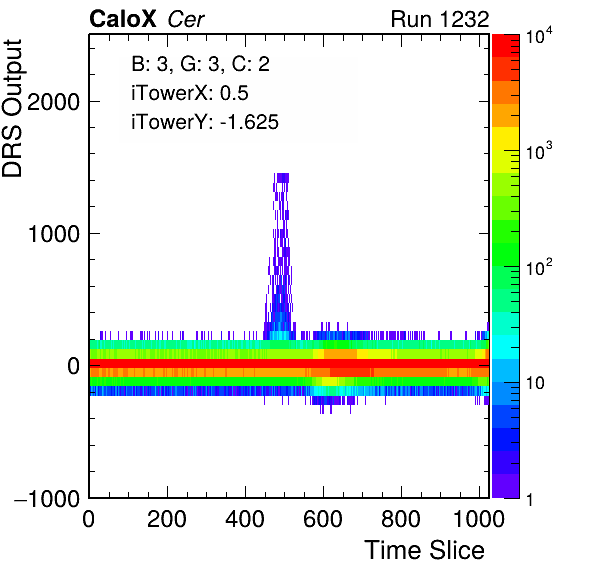 CaloX Cer Run 1232
B: 3, G: 3, C: 2
iTowerX: 0.5
iTowerY: -1.625
DRS Output
2000
1000
0
−1000
0 200 400 600 800 1000
Time Slice
10^4
10^3
10^2
10
1